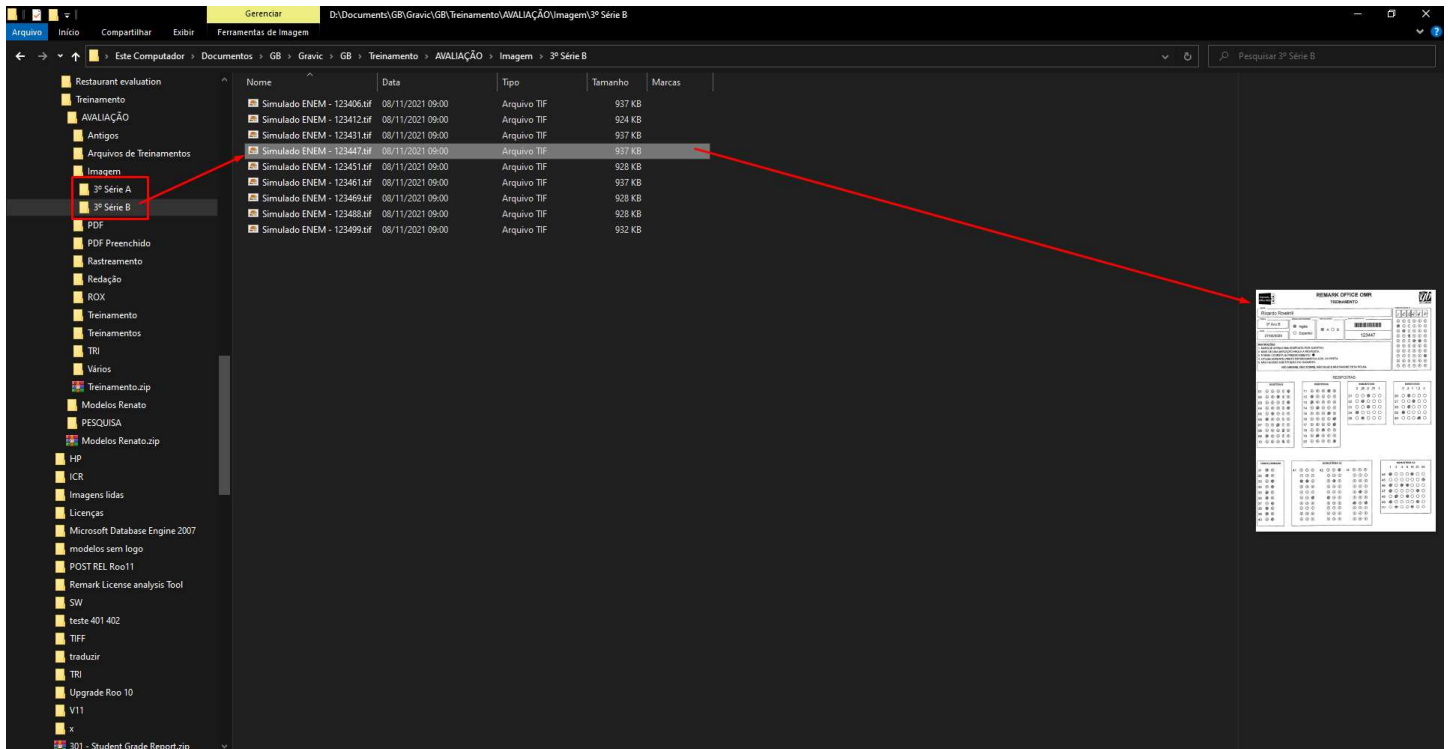 Gerenciar
D:\Documents\GB\Gravic\GB\Treinamento\AVALIAÇÃO\Imagem\3º Série B
Arquivo Início Compartilhar Exibir Ferramentas de Imagem
Este Computador › Documentos › GB › Gravic › GB › Treinamento › AVALIAÇÃO › Imagem › 3º Série B
Pesquisar 3º Série B
Restaurant evaluation
Treinamento
AVALIAÇÃO
Antigos
Arquivos de Treinamentos
Imagem
3º Série A
3º Série B
PDF
PDF Preenchido
Rastreamento
Redação
ROX
Treinamento
Treinamentos
TRI
Vários
Treinamento.zip
Modelos Renato
PESQUISA
Modelos Renato.zip
HP
ICR
Imagens lidas
Licenças
Microsoft Database Engine 2007
modelos sem logo
POST REL Roo11
Remark License analysis Tool
SW
teste 401 402
TIFF
traduzir
TRI
Upgrade Roo 10
V11
x
301 - Student Grade Report.zip
Nome Data Tipo Tamanho Marcas
Simulado ENEM - 123406.tif 08/11/2021 09:00 Arquivo TIF 937 KB
Simulado ENEM - 123412.tif 08/11/2021 09:00 Arquivo TIF 924 KB
Simulado ENEM - 123431.tif 08/11/2021 09:00 Arquivo TIF 937 KB
Simulado ENEM - 123447.tif 08/11/2021 09:00 Arquivo TIF 937 KB
Simulado ENEM - 123451.tif 08/11/2021 09:00 Arquivo TIF 928 KB
Simulado ENEM - 123461.tif 08/11/2021 09:00 Arquivo TIF 937 KB
Simulado ENEM - 123469.tif 08/11/2021 09:00 Arquivo TIF 928 KB
Simulado ENEM - 123488.tif 08/11/2021 09:00 Arquivo TIF 928 KB
Simulado ENEM - 123499.tif 08/11/2021 09:00 Arquivo TIF 932 KB
REMARK OFFICE OMR
TREINAMENTO
3º Ano B
Inglês
Espanhol
123447
RESPOSTAS